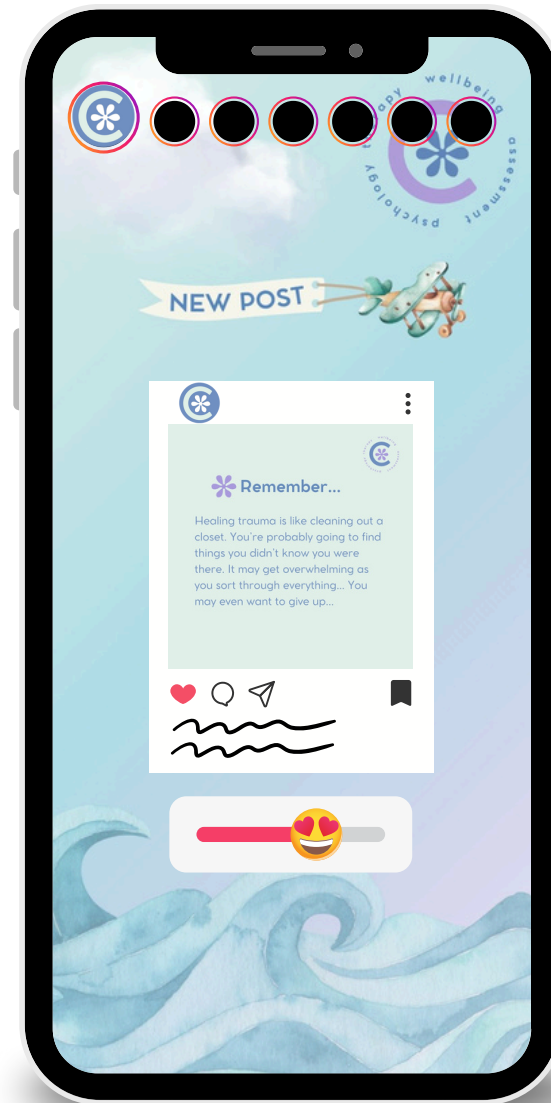 therapy wellbeing assessment psychology
NEW POST
Remember...
Healing trauma is like cleaning out a
closet. You're probably going to find
things you didn't know you were
there. It may get overwhelming as
you sort through everything... You
may even want to give up...